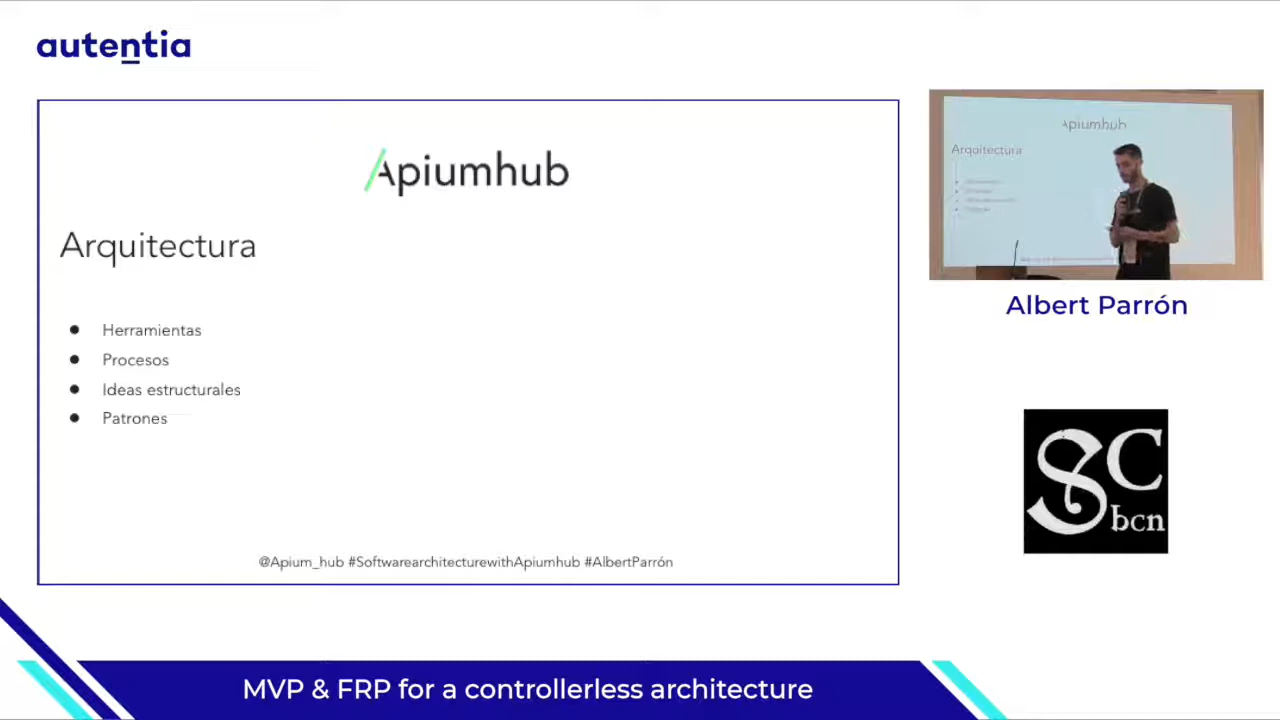 autentia
Apiumhub
Arquitectura
● Herramientas
● Procesos
● Ideas estructurales
● Patrones
@Apium_hub #SoftwarearchitecturewithApiumhub #AlbertParrón
Apiumhub
Arquitectura
Albert Parrón
SC
bcn
MVP & FRP for a controllerless architecture